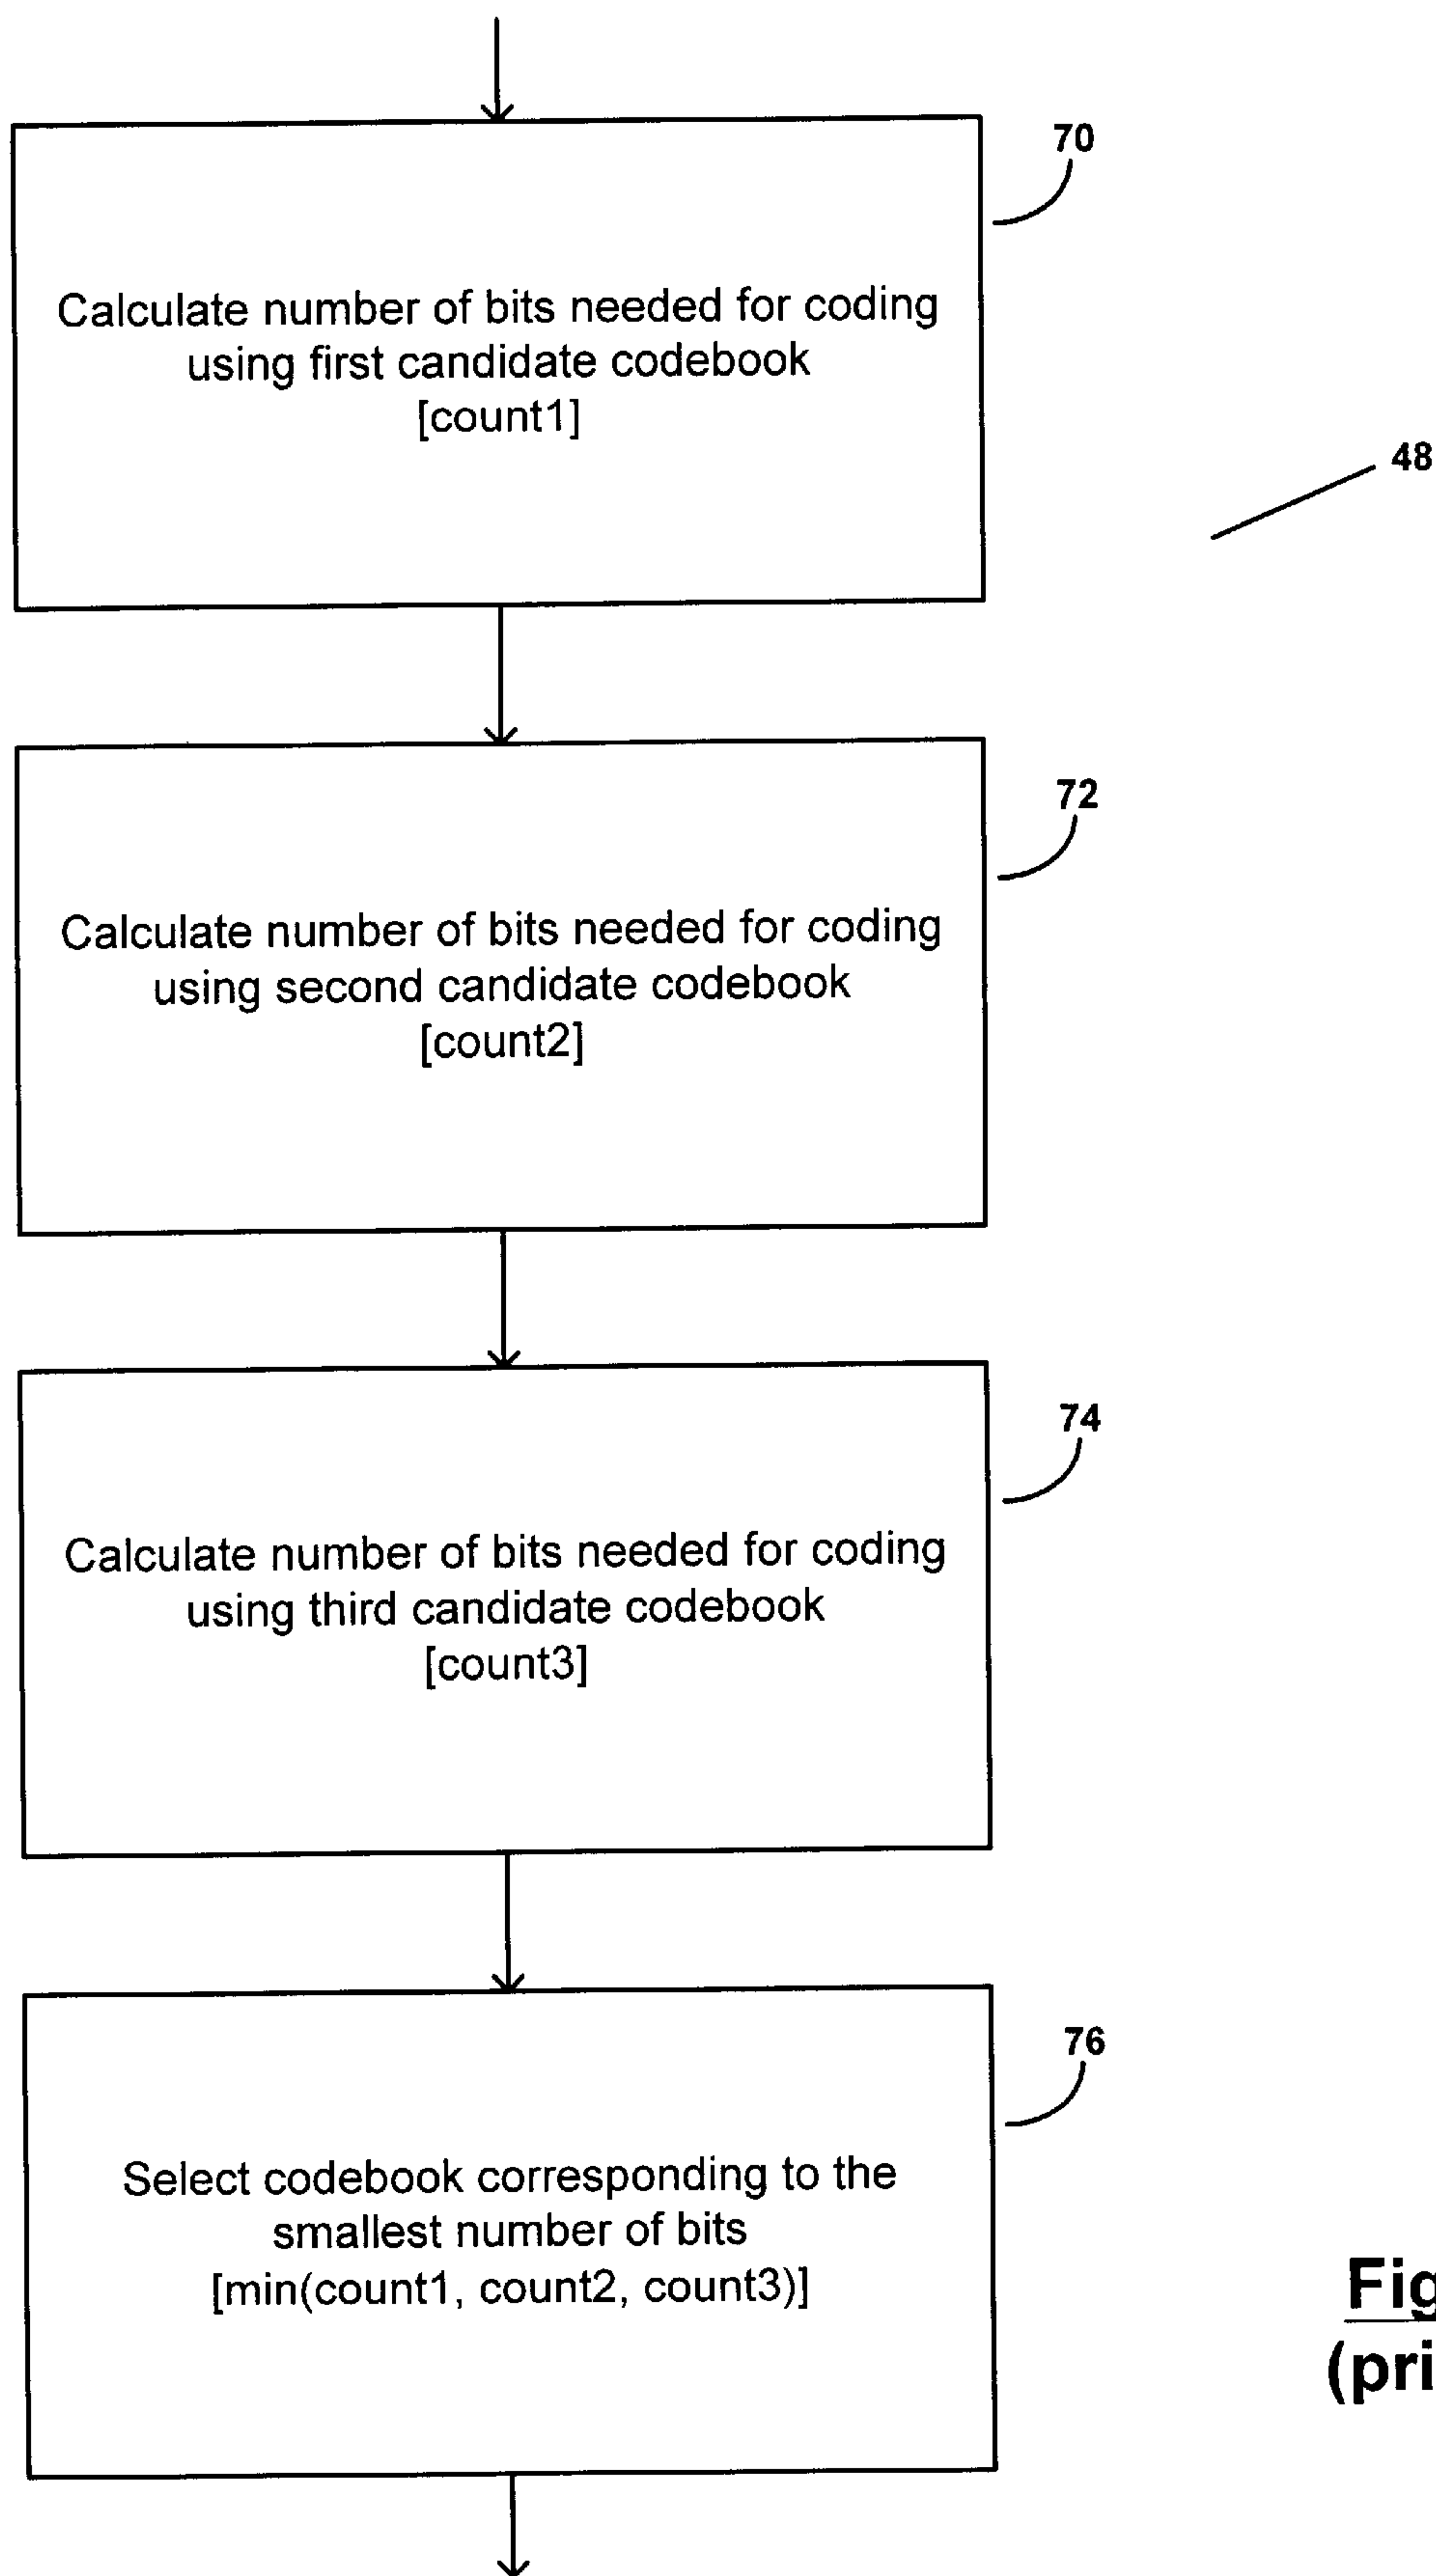 70
Calculate number of bits needed for coding
using first candidate codebook
[count1]
48
72
Calculate number of bits needed for coding
using second candidate codebook
[count2]
74
Calculate number of bits needed for coding
using third candidate codebook
[count3]
76
Select codebook corresponding to the
smallest number of bits
[min(count1, count2, count3)]
Fig
(pri